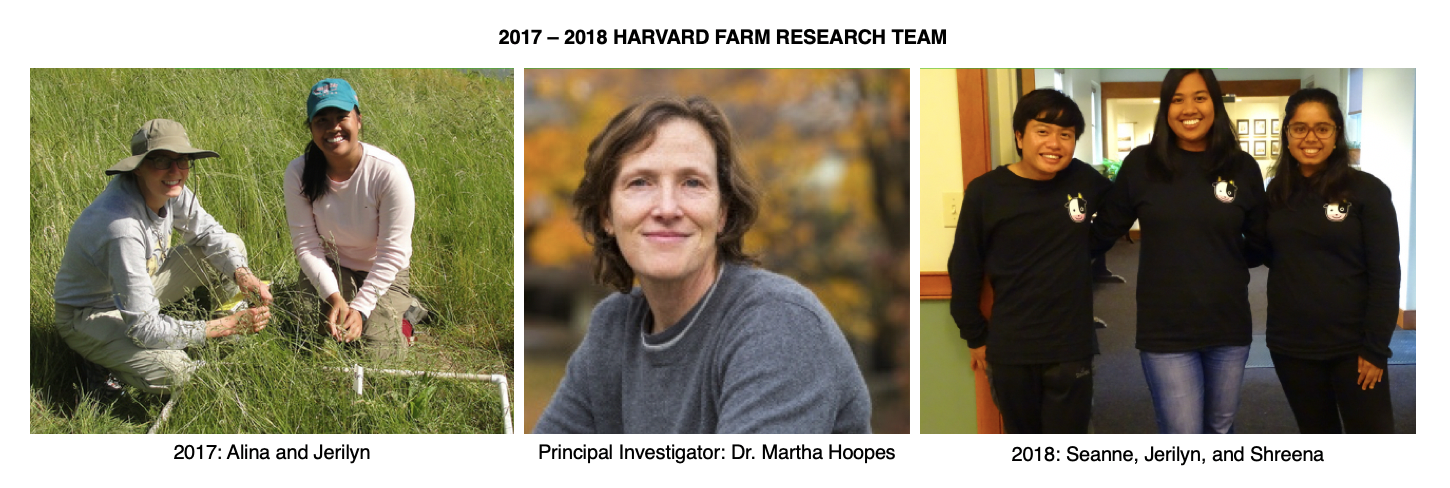 2017 – 2018 HARVARD FARM RESEARCH TEAM
2017: Alina and Jerilyn
Principal Investigator: Dr. Martha Hoopes
2018: Seanne, Jerilyn, and Shreena